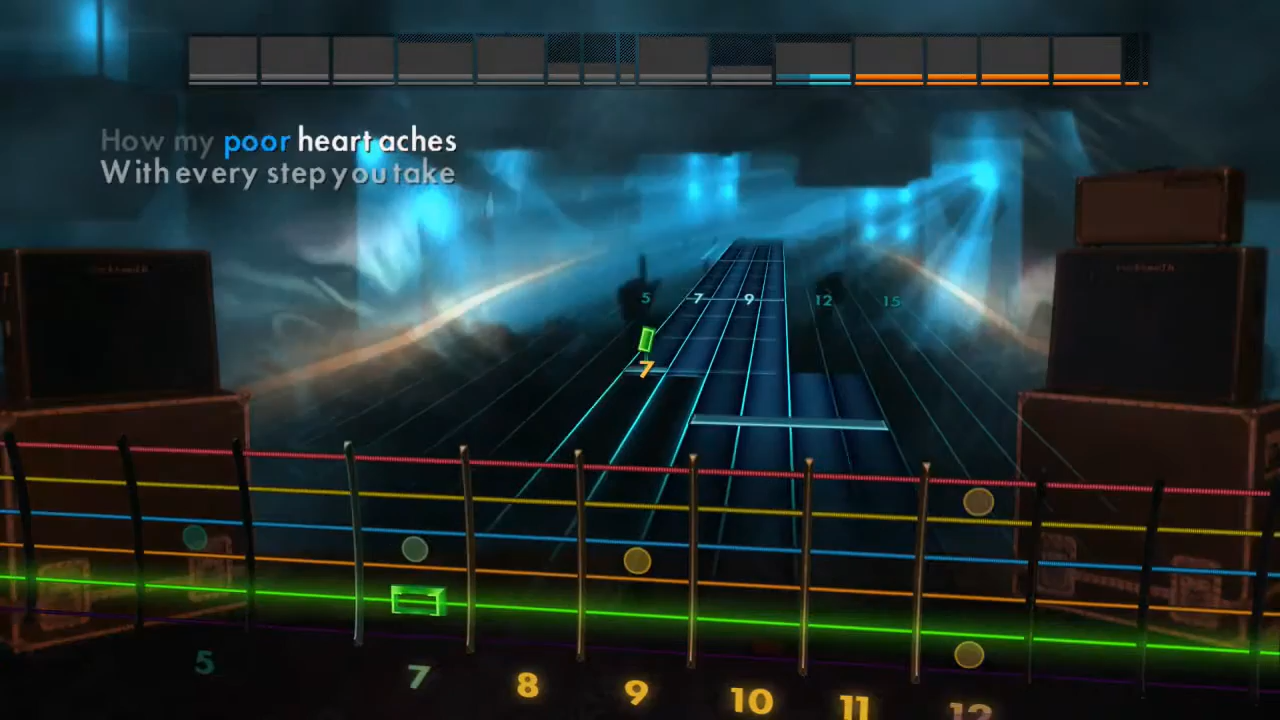 How my poor heart aches
With every step you take
5 7 9 12 15
7
5 7 8 9 10 11 12